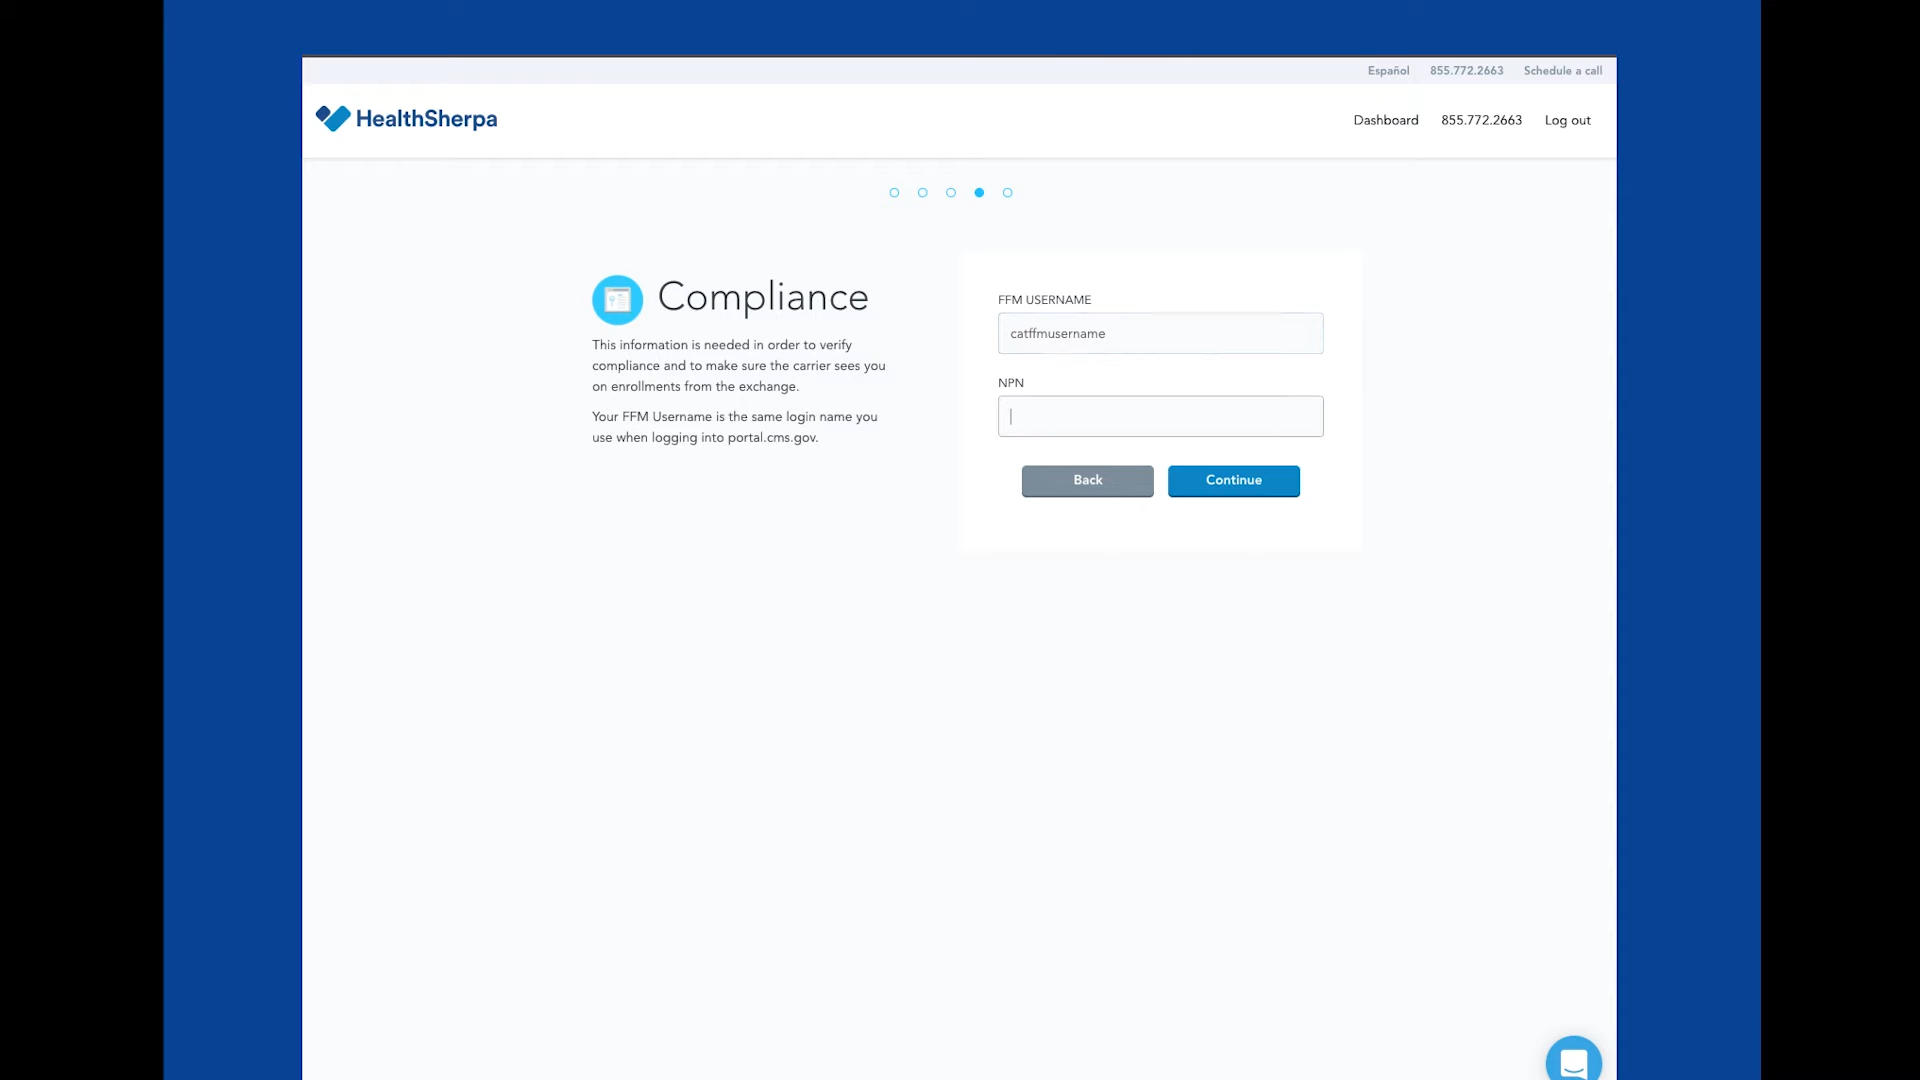 Español 855.772.2663 Schedule a call
HealthSherpa
Dashboard 855.772.2663 Log out
Compliance
This information is needed in order to verify
compliance and to make sure the carrier sees you
on enrollments from the exchange.
Your FFM Username is the same login name you
use when logging into portal.cms.gov.
FFM USERNAME
catffmusername
NPN
Back Continue